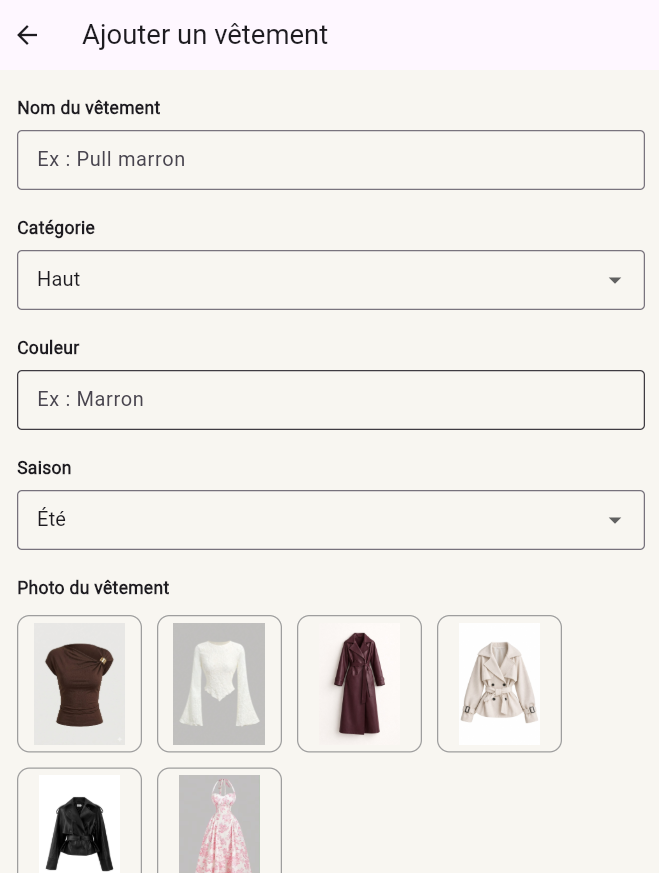 Ajouter un vêtement
Nom du vêtement
Ex : Pull marron
Catégorie
Haut
Couleur
Ex : Marron
Saison
Été
Photo du vêtement